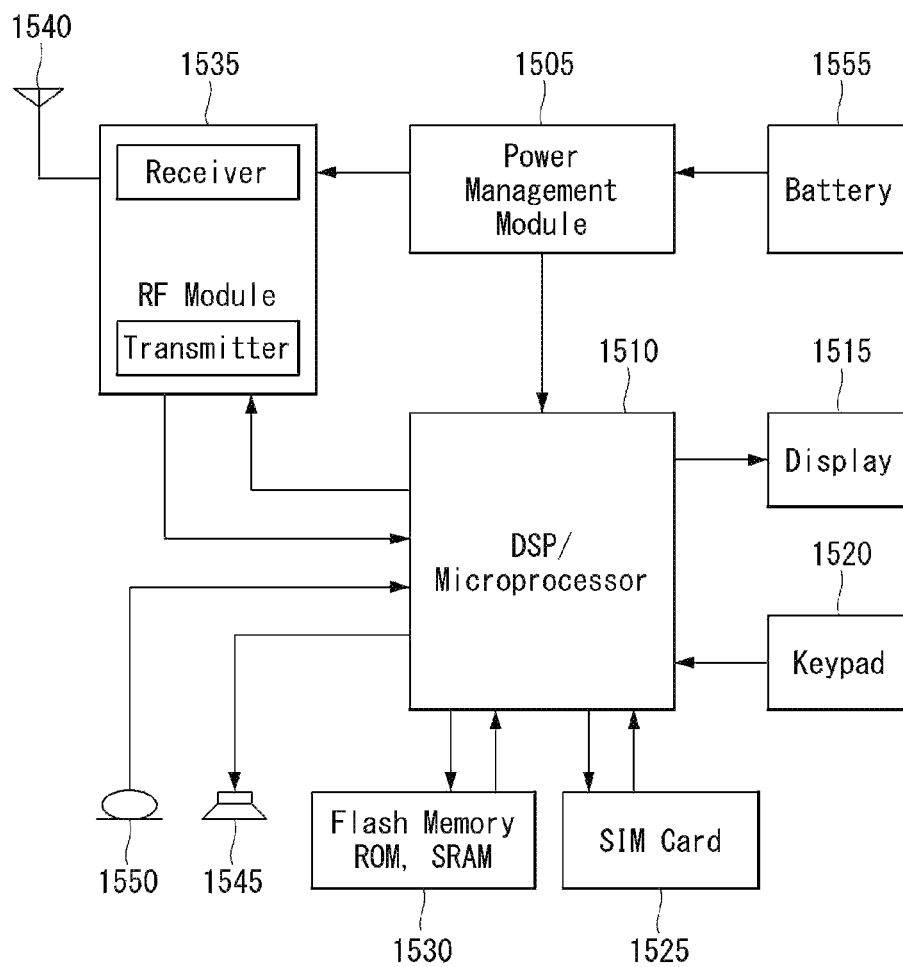 1540
1535
1505
1555
Receiver
RF Module
Transmitter
Power
Management
Module
Battery
1510
1515
DSP/
Microprocessor
Display
1520
Keypad
1550
1545
Flash Memory
ROM, SRAM
SIM Card
1530
1525